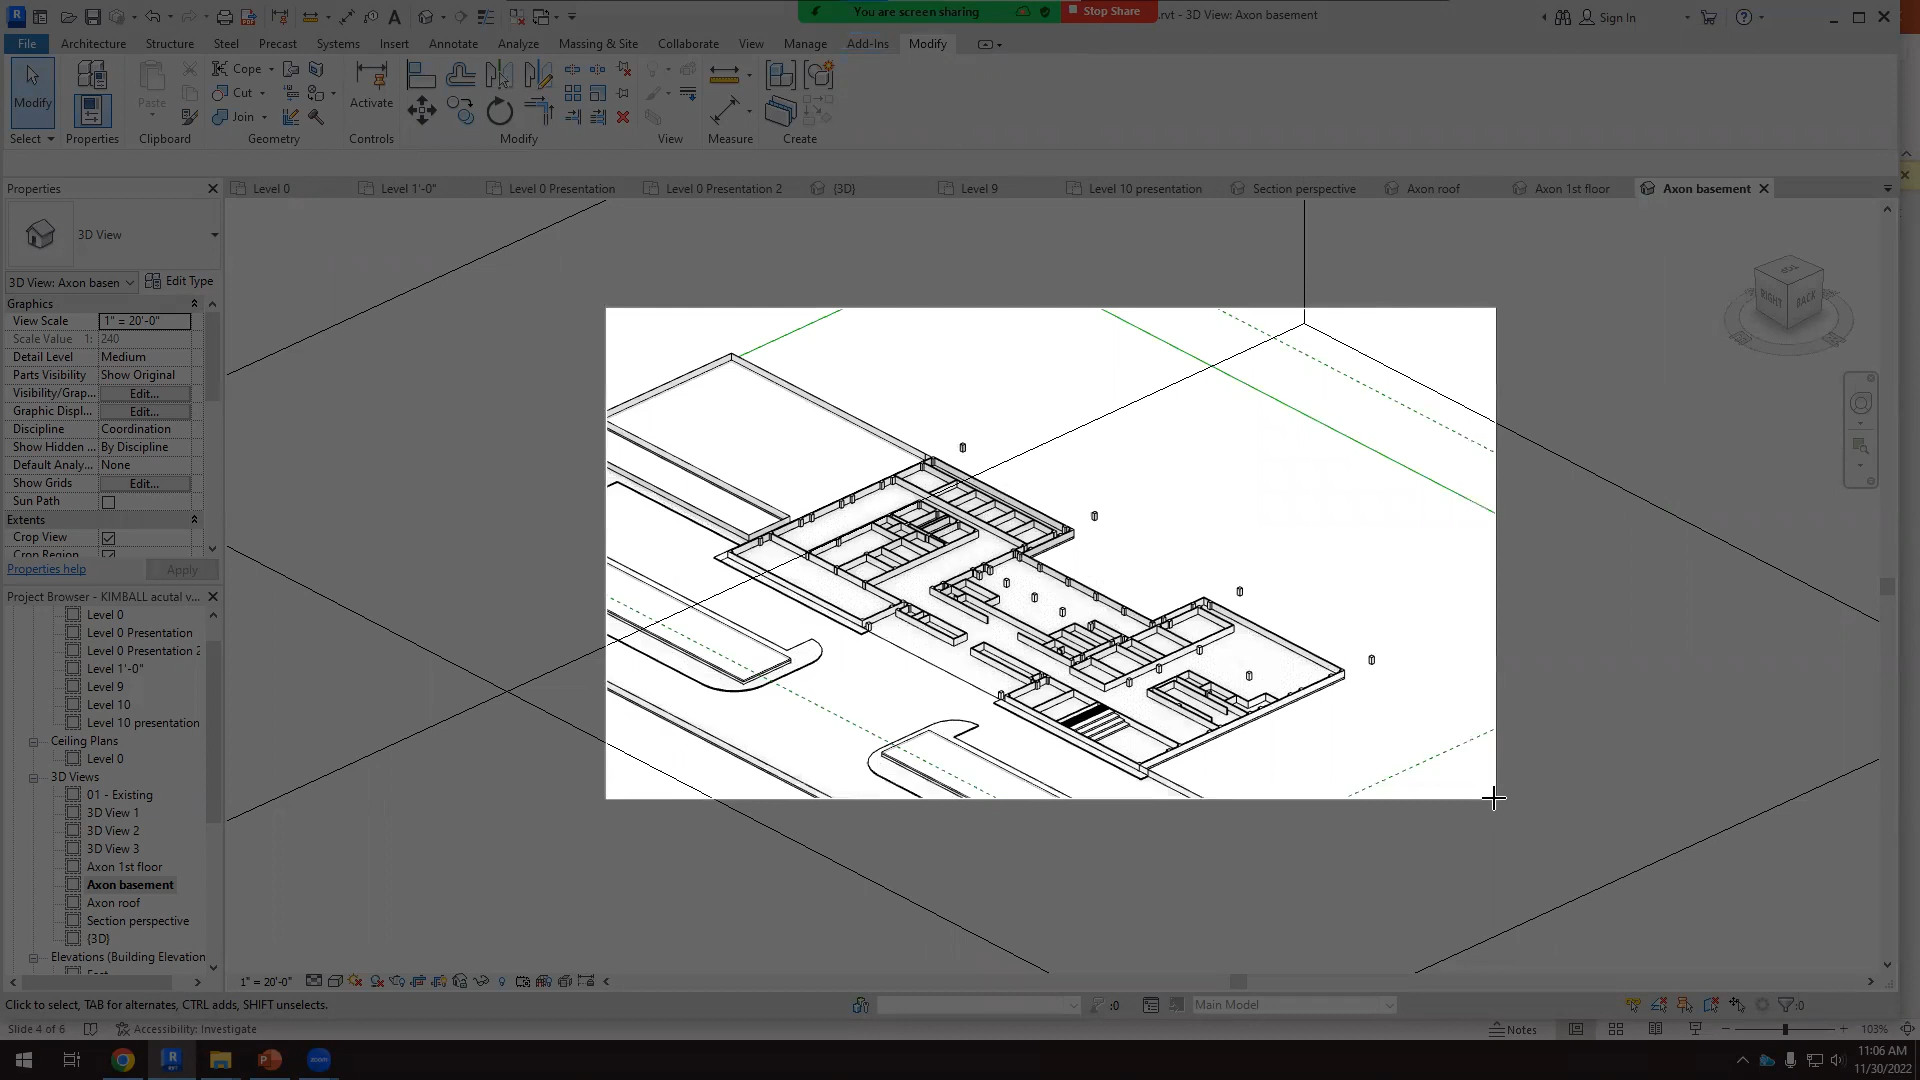 You are screen sharing
Stop Share
.rvt - 3D View: Axon basement
Sign In
File
Architecture
Structure
Steel
Precast
Systems
Insert
Annotate
Analyze
Massing & Site
Collaborate
View
Manage
Add-Ins
Modify
Modify
Paste
Cope
Cut
Join
Activate
Select
Properties
Clipboard
Geometry
Controls
Modify
View
Measure
Create
Properties
Level 0
Level 1'-0"
Level 0 Presentation
Level 0 Presentation 2
{3D}
Level 9
Level 10 presentation
Section perspective
Axon roof
Axon 1st floor
Axon basement
3D View
3D View: Axon basen
Edit Type
Graphics
View Scale
1" = 20'-0"
Scale Value 1:
240
Detail Level
Medium
Parts Visibility
Show Original
Visibility/Grap...
Edit...
Graphic Displ...
Edit...
Discipline
Coordination
Show Hidden ...
By Discipline
Default Analy...
None
Show Grids
Edit...
Sun Path
Extents
Crop View
Crop Region
Properties help
Apply
TOP
RIGHT
BACK
Project Browser - KIMBALL acutal v...
Level 0
Level 0 Presentation
Level 0 Presentation 2
Level 1'-0"
Level 9
Level 10
Level 10 presentation
Ceiling Plans
Level 0
3D Views
01 - Existing
3D View 1
3D View 2
3D View 3
Axon 1st floor
Axon basement
Axon roof
Section perspective
{3D}
Elevations (Building Elevation
East
1" = 20'-0"
Click to select, TAB for alternates, CTRL adds, SHIFT unselects.
:0
Main Model
:0
Slide 4 of 6
Accessibility: Investigate
Notes
103%
zoom
11:06 AM
11/30/2022